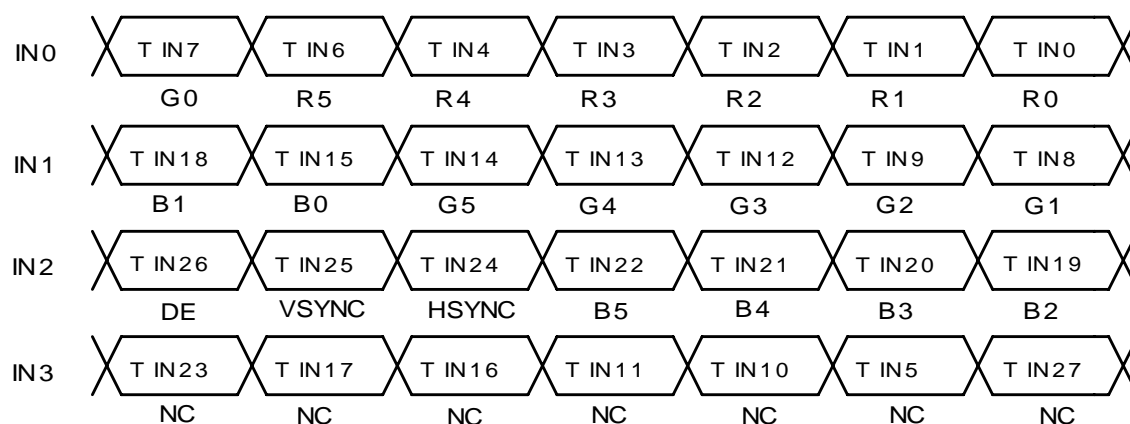 IN0 T IN7 T IN6 T IN4 T IN3 T IN2 T IN1 T IN0
G0 R5 R4 R3 R2 R1 R0
IN1 T IN18 T IN15 T IN14 T IN13 T IN12 T IN9 T IN8
B1 B0 G5 G4 G3 G2 G1
IN2 T IN26 T IN25 T IN24 T IN22 T IN21 T IN20 T IN19
DE VSYNC HSYNC B5 B4 B3 B2
IN3 T IN23 T IN17 T IN16 T IN11 T IN10 T IN5 T IN27
NC NC NC NC NC NC NC